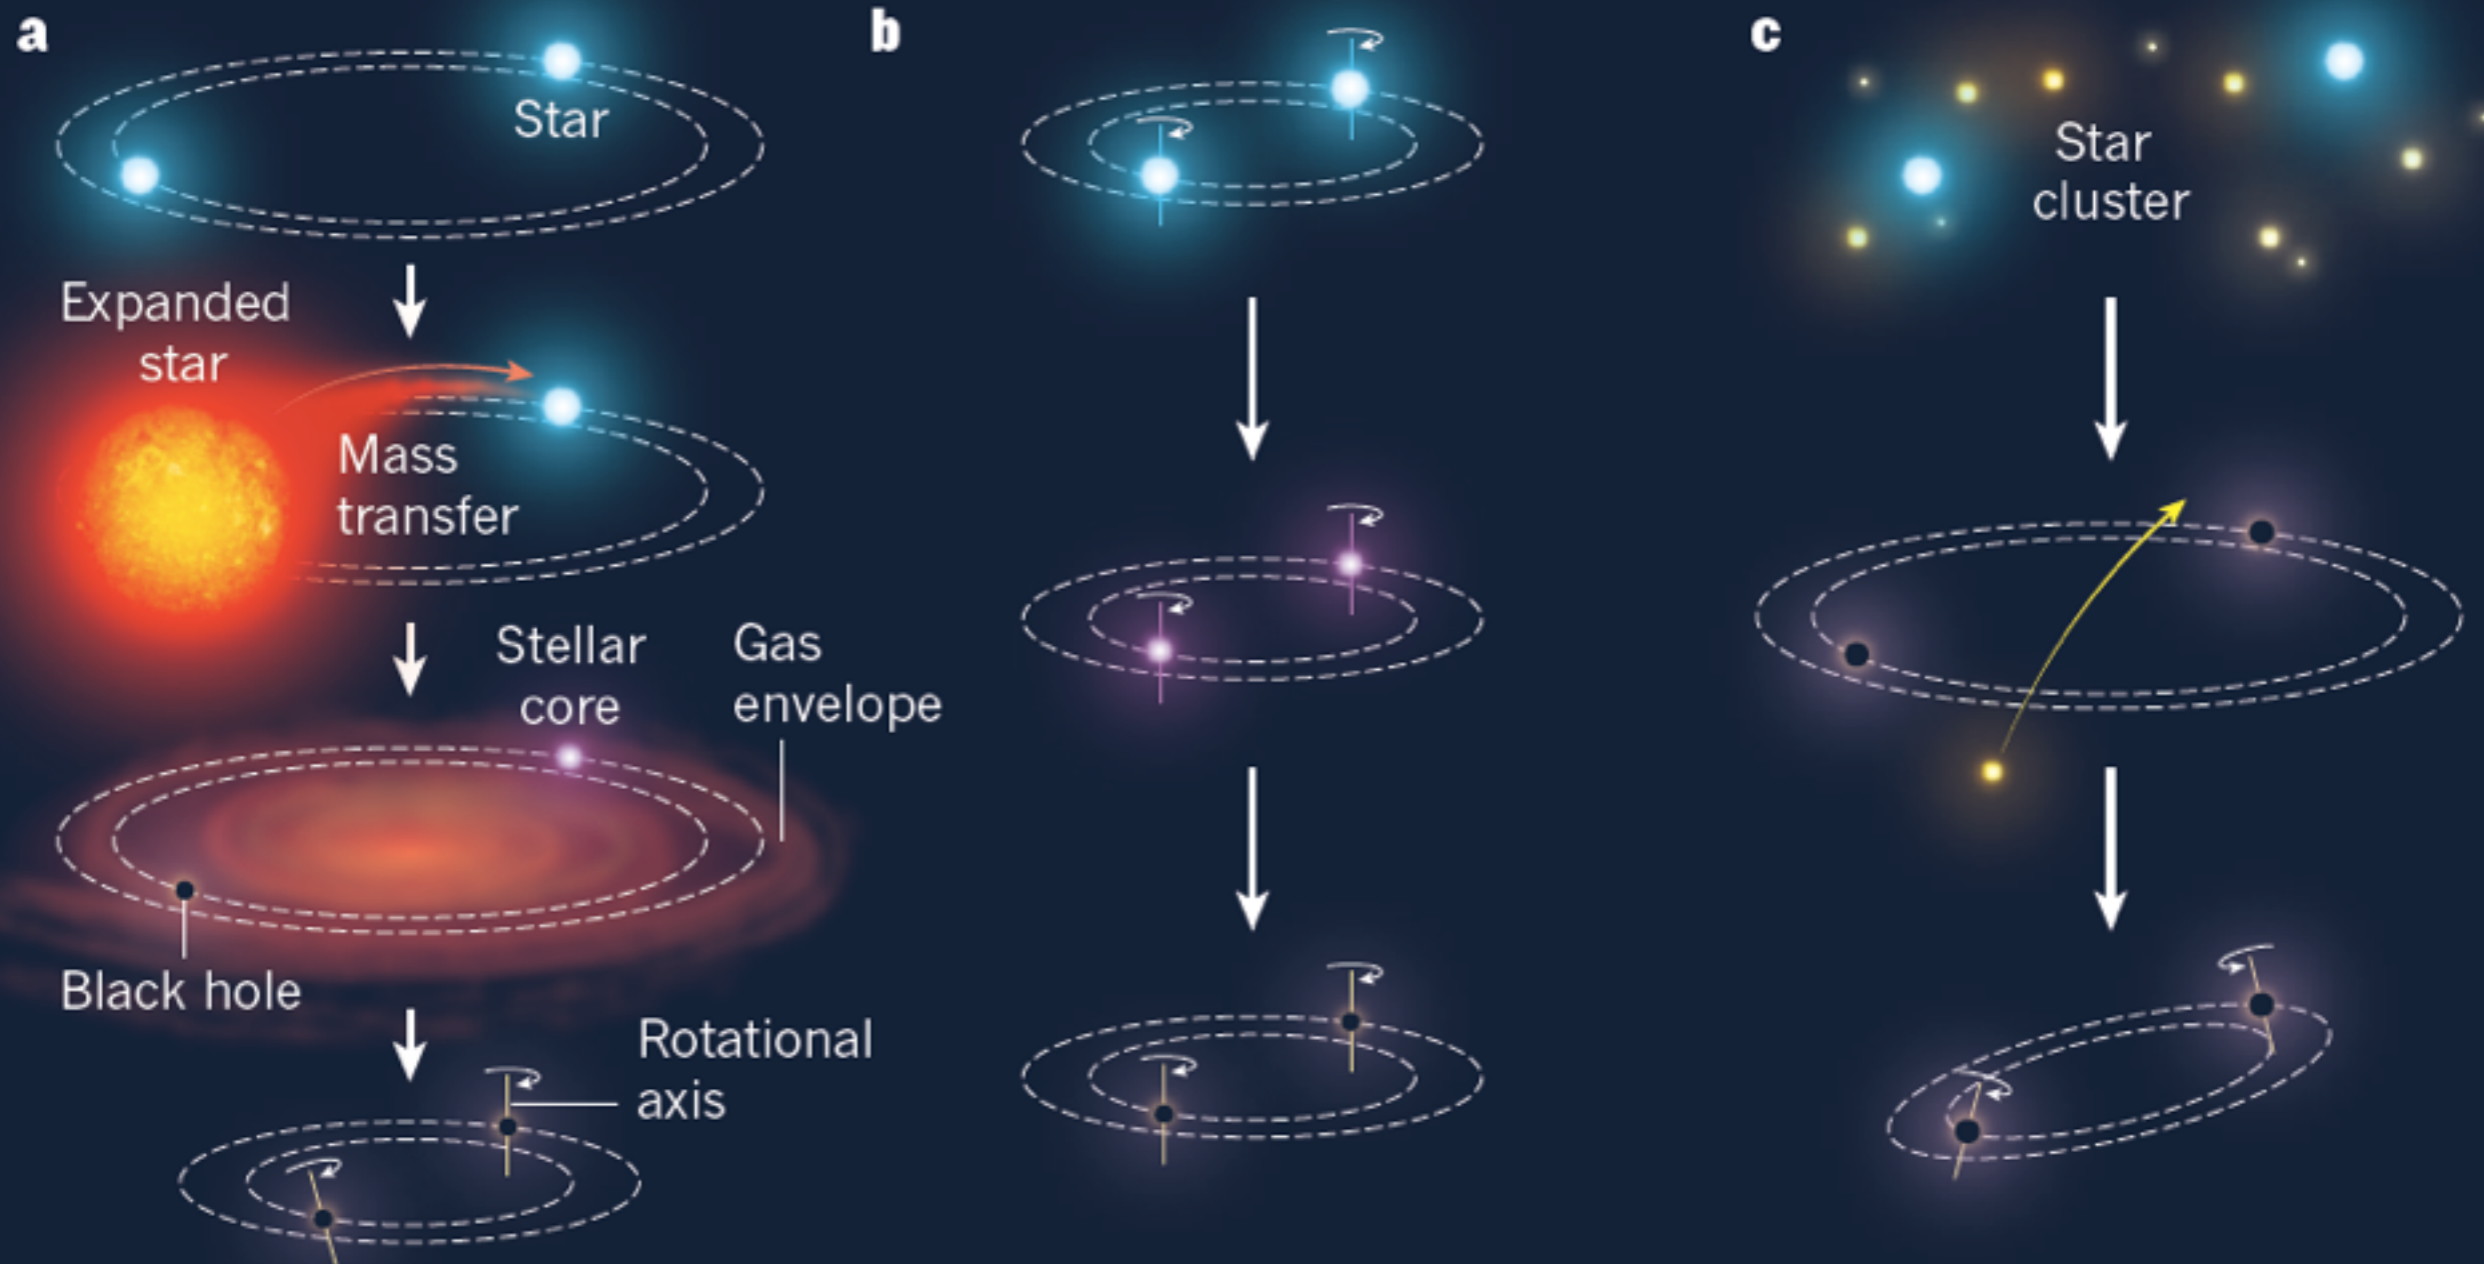 a
Star
Expanded
star
Mass
transfer
Stellar
core
Gas
envelope
Black hole
Rotational
axis
b
c
Star
cluster